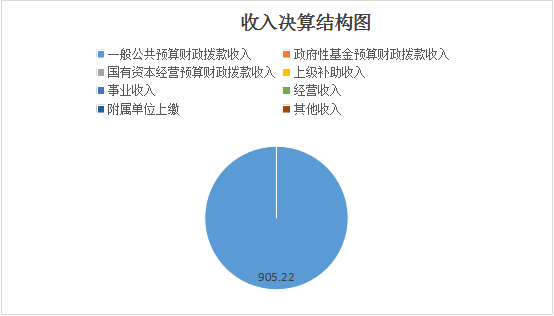 收入决算结构图
一般公共预算财政拨款收入 政府性基金预算财政拨款收入
国有资本经营预算财政拨款收入 上级补助收入
事业收入 经营收入
附属单位上缴 其他收入
905.22